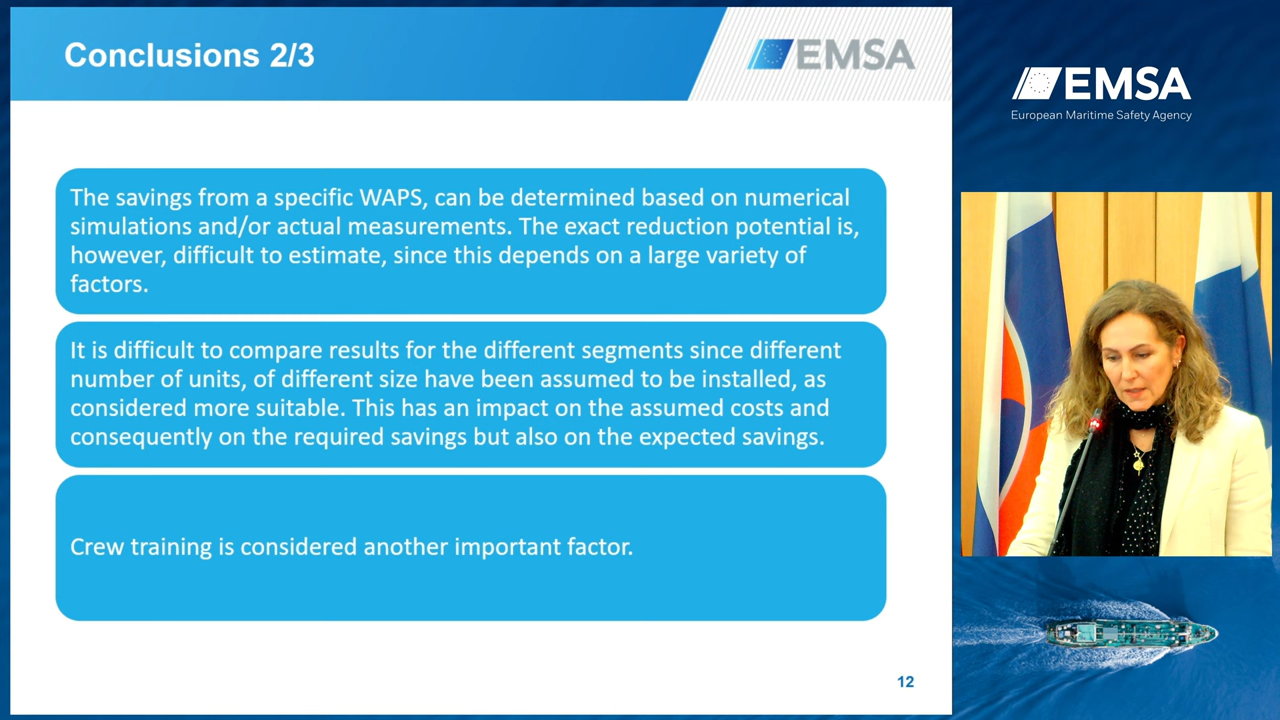 Conclusions 2/3
EMSA
The savings from a specific WAPS, can be determined based on numerical
simulations and/or actual measurements. The exact reduction potential is,
however, difficult to estimate, since this depends on a large variety of
factors.
It is difficult to compare results for the different segments since different
number of units, of different size have been assumed to be installed, as
considered more suitable. This has an impact on the assumed costs and
consequently on the required savings but also on the expected savings.
Crew training is considered another important factor.
12
EMSA
European Maritime Safety Agency